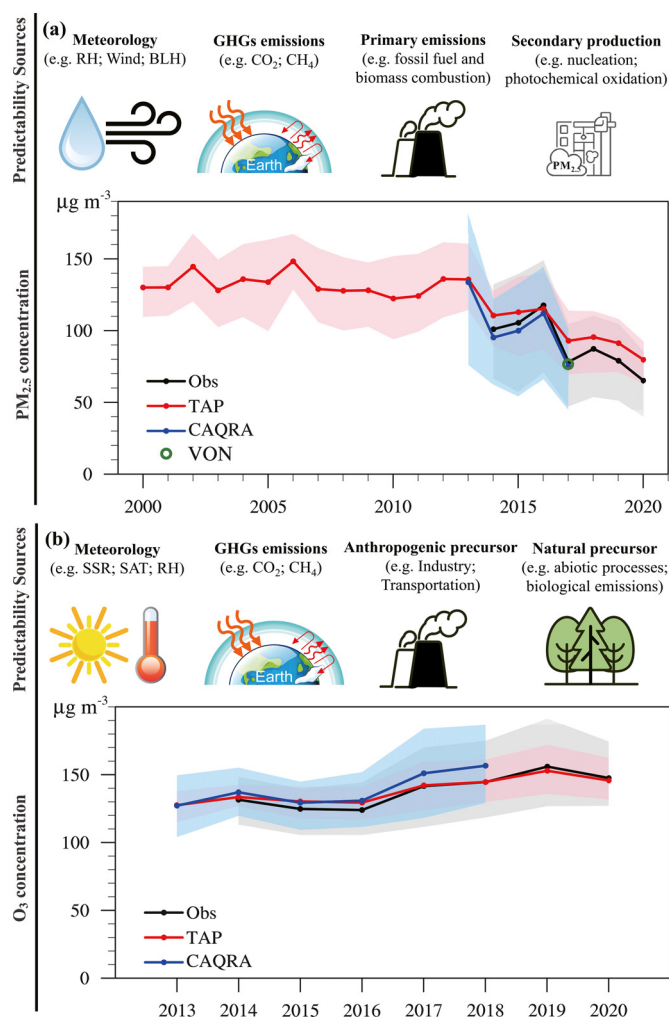 (a)
Predictability Sources
Meteorology
(e.g. RH; Wind; BLH)
GHGs emissions
(e.g. CO₂; CH₄)
Primary emissions
(e.g. fossil fuel and
biomass combustion)
Secondary production
(e.g. nucleation;
photochemical oxidation)
Earth
PM₂.₅
PM₂.₅ concentration
μg m⁻³
150
100
50
0
Obs
TAP
CAQRA
VON
2000
2005
2010
2015
2020
(b)
Predictability Sources
Meteorology
(e.g. SSR; SAT; RH)
GHGs emissions
(e.g. CO₂; CH₄)
Anthropogenic precursor
(e.g. Industry;
Transportation)
Natural precursor
(e.g. abiotic processes;
biological emissions)
Earth
O₃ concentration
μg m⁻³
150
100
50
0
Obs
TAP
CAQRA
2013
2014
2015
2016
2017
2018
2019
2020